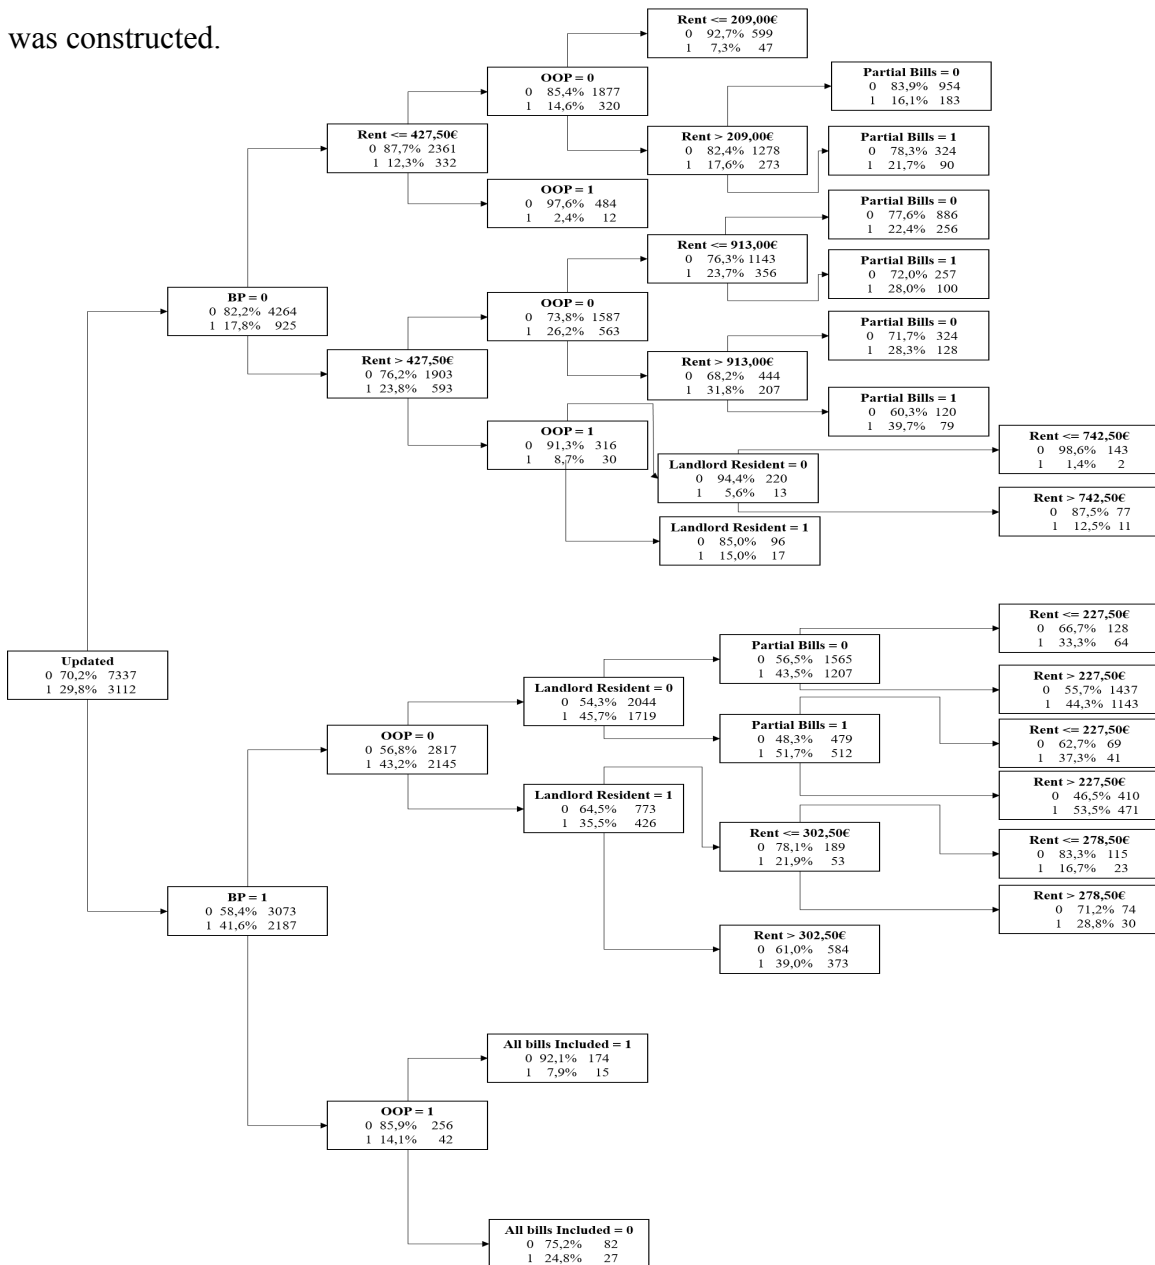 was constructed.
Rent <= 209,00€
0 92,7% 599
1 7,3% 47
OOP = 0
0 85,4% 1877
1 14,6% 320
Partial Bills = 0
0 83,9% 954
1 16,1% 183
Rent <= 427,50€
0 87,7% 2361
1 12,3% 332
Rent > 209,00€
0 82,4% 1278
1 17,6% 273
Partial Bills = 1
0 78,3% 324
1 21,7% 90
OOP = 1
0 97,6% 484
1 2,4% 12
Partial Bills = 0
0 77,6% 886
1 22,4% 256
Rent <= 913,00€
0 76,3% 1143
1 23,7% 356
Partial Bills = 1
0 72,0% 257
1 28,0% 100
BP = 0
0 82,2% 4264
1 17,8% 925
OOP = 0
0 73,8% 1587
1 26,2% 563
Partial Bills = 0
0 71,7% 324
1 28,3% 128
Rent > 427,50€
0 76,2% 1903
1 23,8% 593
Rent > 913,00€
0 68,2% 444
1 31,8% 207
Partial Bills = 1
0 60,3% 120
1 39,7% 79
OOP = 1
0 91,3% 316
1 8,7% 30
Rent <= 742,50€
0 98,6% 143
1 1,4% 2
Landlord Resident = 0
0 94,4% 220
1 5,6% 13
Rent > 742,50€
0 87,5% 77
1 12,5% 11
Landlord Resident = 1
0 85,0% 96
1 15,0% 17
Rent <= 227,50€
0 66,7% 128
1 33,3% 64
Partial Bills = 0
0 56,5% 1565
1 43,5% 1207
Updated
0 70,2% 7337
1 29,8% 3112
Rent > 227,50€
0 55,7% 1437
1 44,3% 1143
Landlord Resident = 0
0 54,3% 2044
1 45,7% 1719
Partial Bills = 1
0 48,3% 479
1 51,7% 512
Rent <= 227,50€
0 62,7% 69
1 37,3% 41
OOP = 0
0 56,8% 2817
1 43,2% 2145
Rent > 227,50€
0 46,5% 410
1 53,5% 471
Landlord Resident = 1
0 64,5% 773
1 35,5% 426
Rent <= 302,50€
0 78,1% 189
1 21,9% 53
Rent <= 278,50€
0 83,3% 115
1 16,7% 23
BP = 1
0 58,4% 3073
1 41,6% 2187
Rent > 278,50€
0 71,2% 74
1 28,8% 30
Rent > 302,50€
0 61,0% 584
1 39,0% 373
All bills Included = 1
0 92,1% 174
1 7,9% 15
OOP = 1
0 85,9% 256
1 14,1% 42
All bills Included = 0
0 75,2% 82
1 24,8% 27